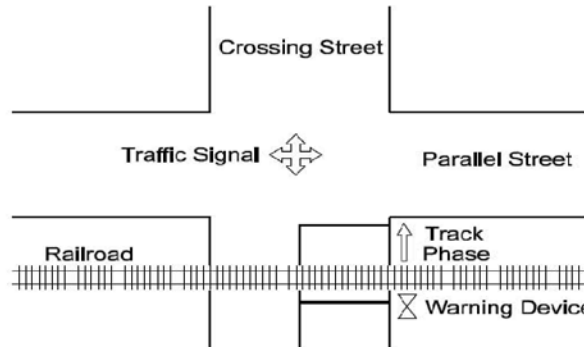 Crossing Street
Traffic Signal
Parallel Street
Railroad
Track
Phase
Warning Device